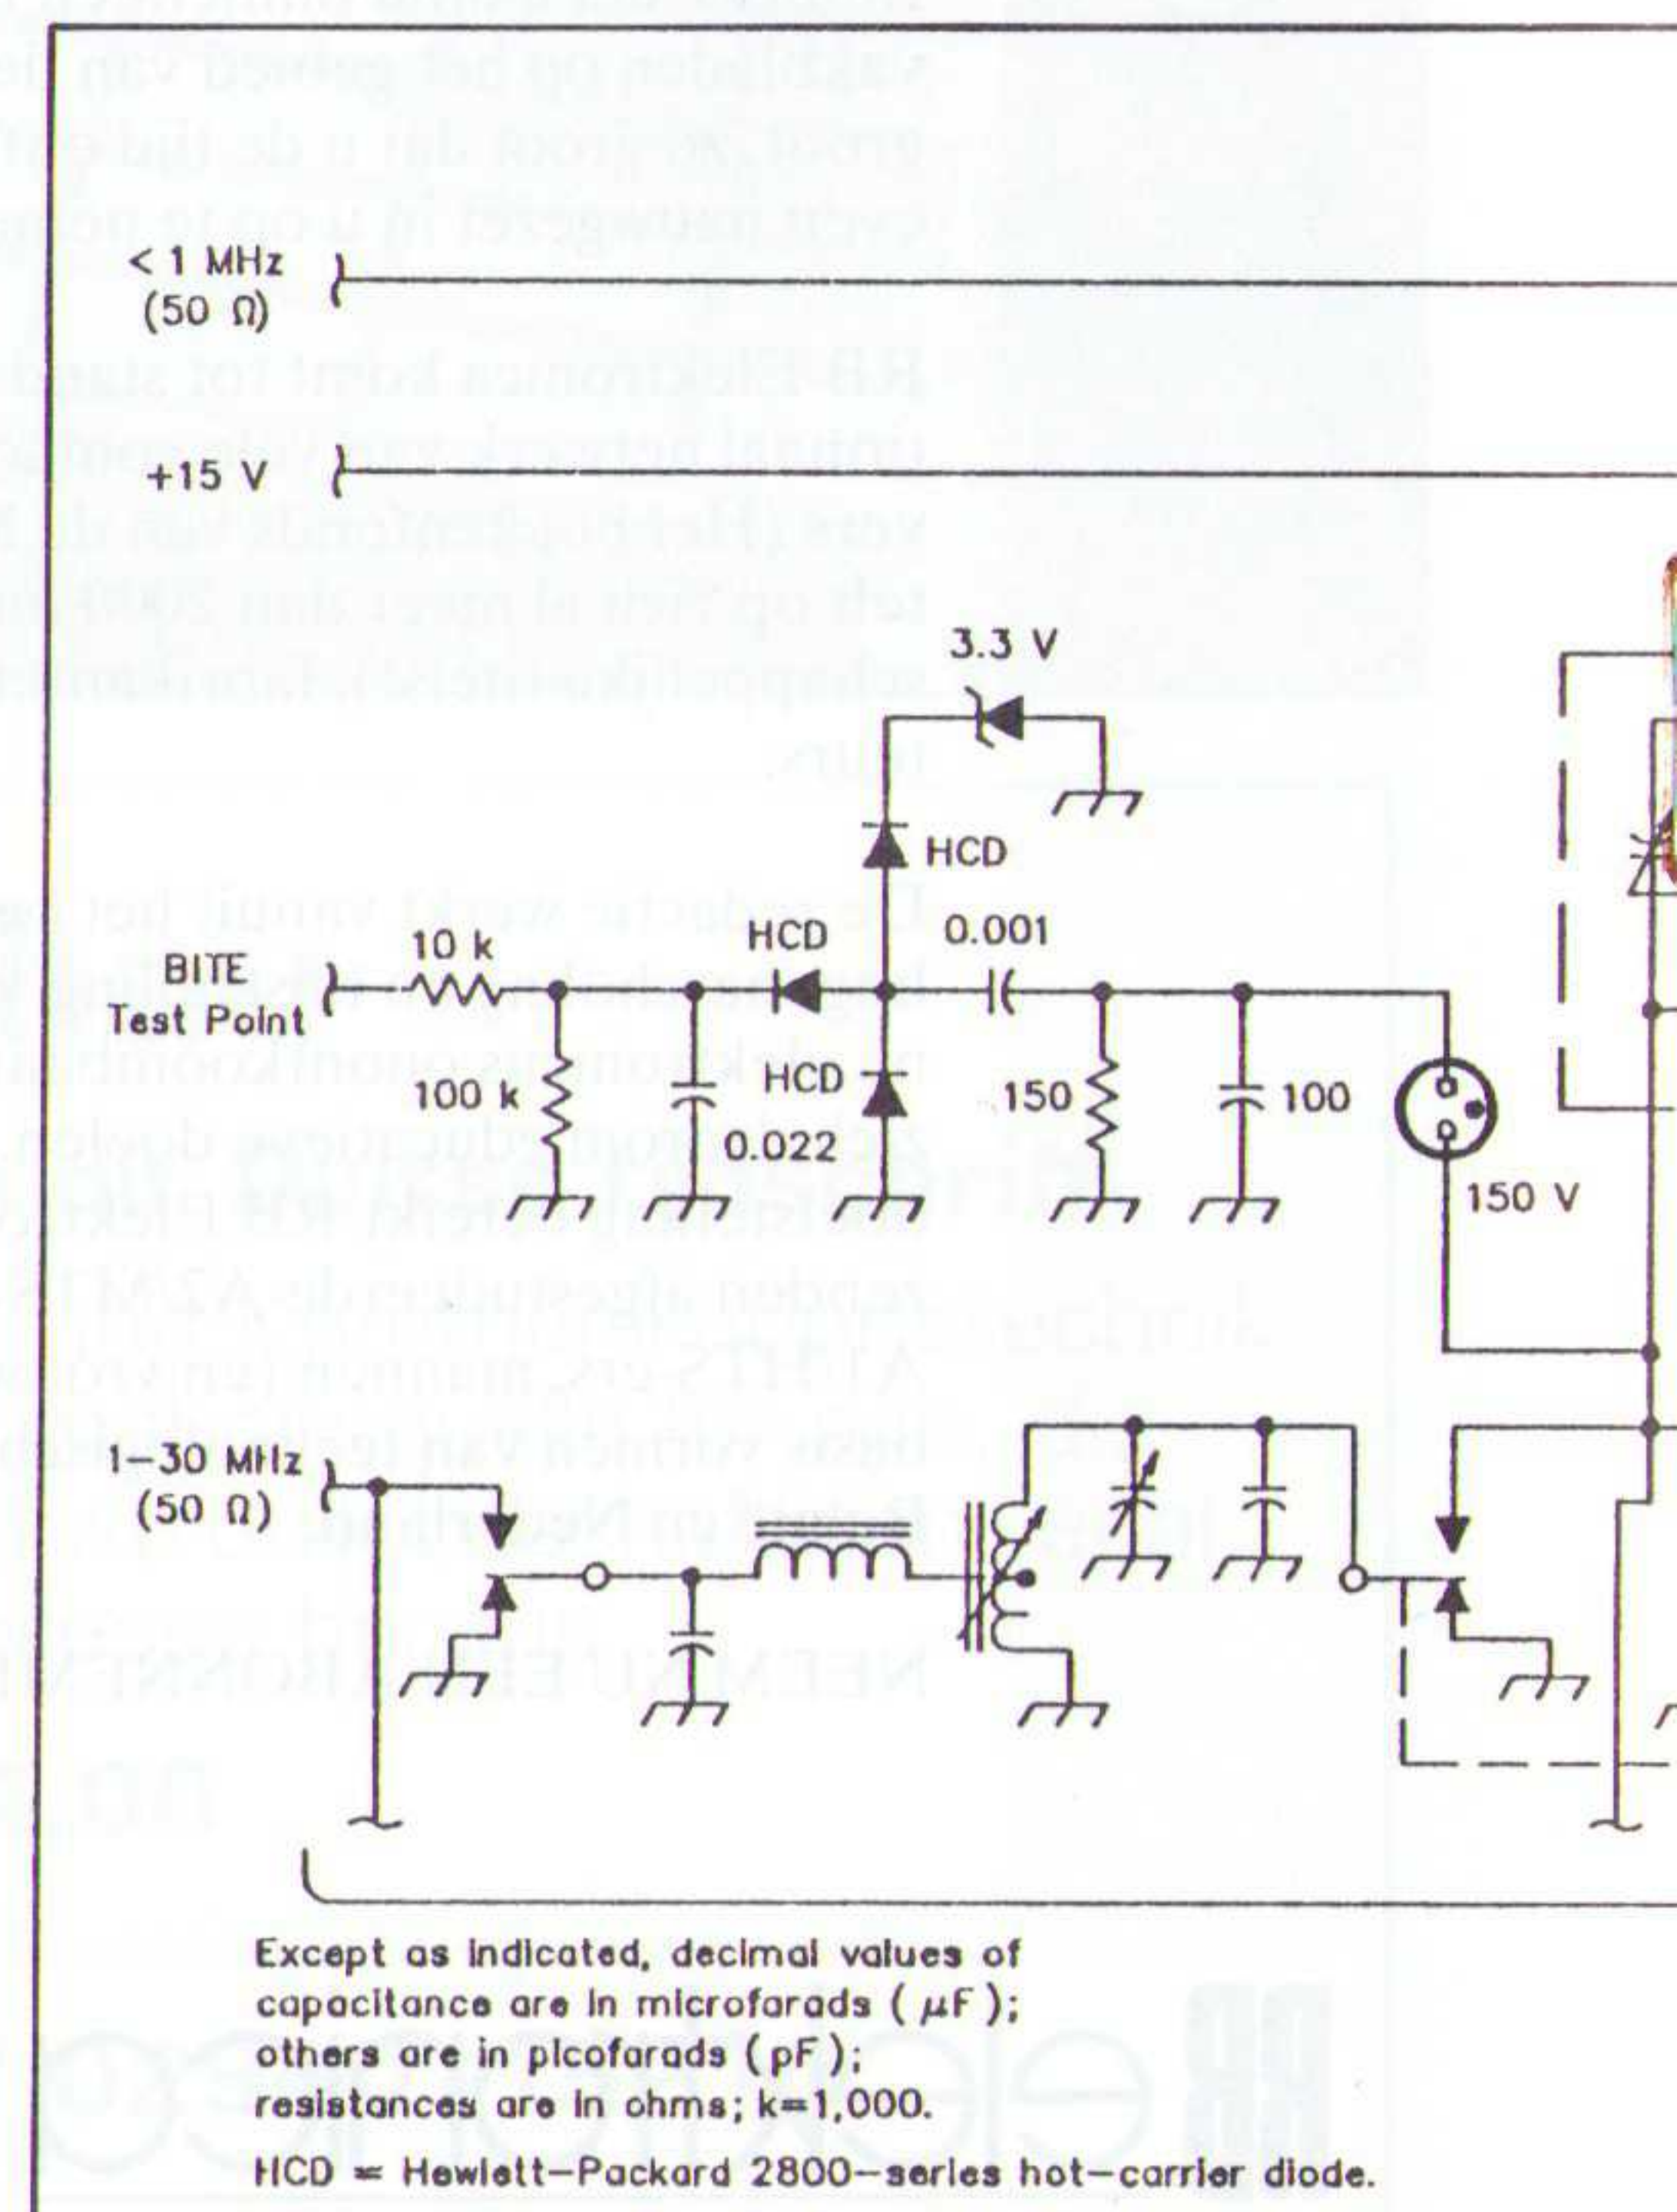 < 1 MHz
(50 Ω)
+15 V
3.3 V
HCD
HCD
0.001
10 k
BITE
Test Point
100 k
HCD
0.022
150
100
150 V
1-30 MHz
(50 Ω)
Except as indicated, decimal values of
capacitance are in microfarads ( µF );
others are in picofarads ( pF );
resistances are in ohms; k=1,000.
HCD = Hewlett-Packard 2800-series hot-carrier diode.